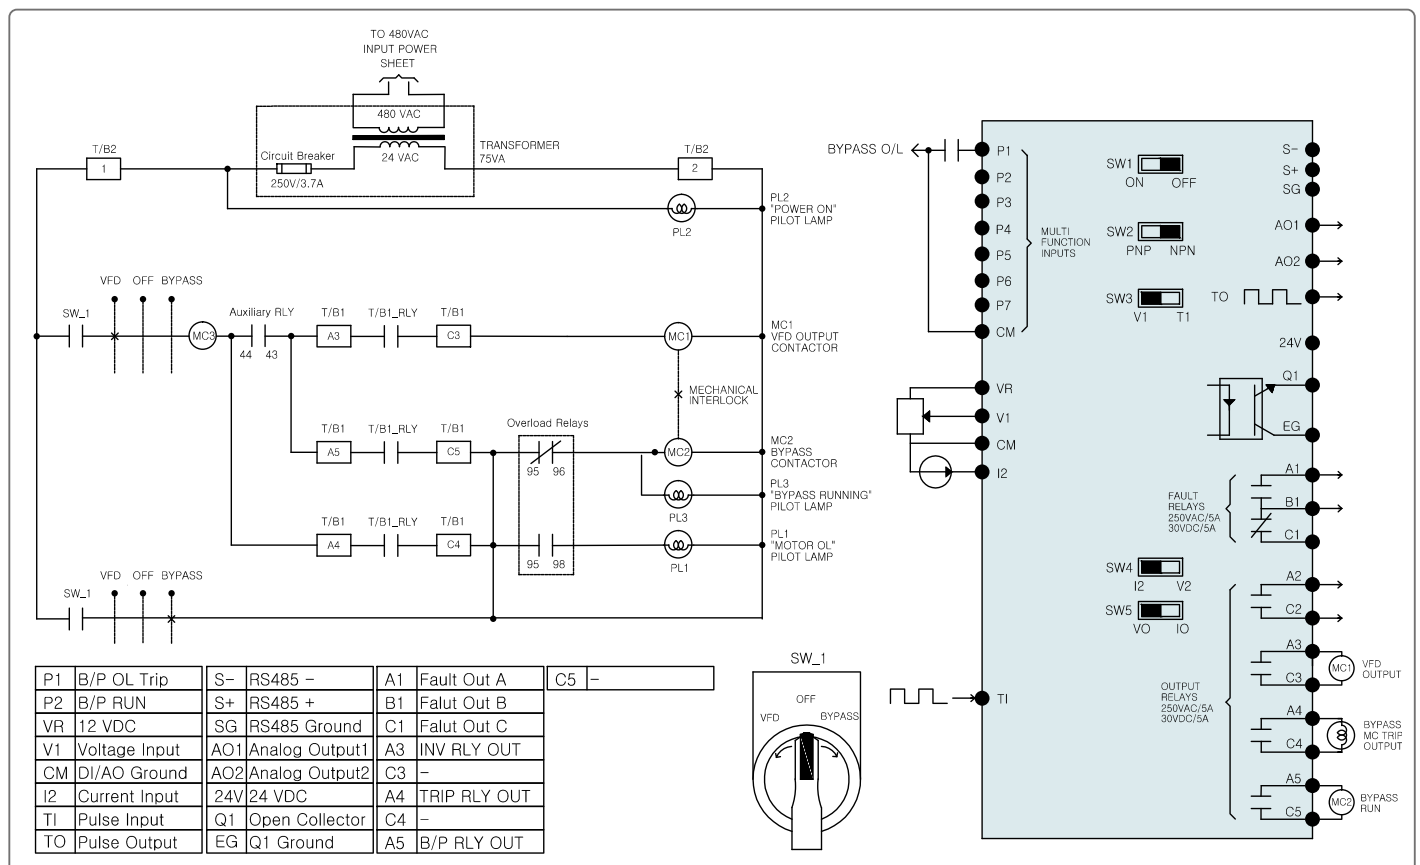 TO 480VAC
INPUT POWER
SHEET
480 VAC
24 VAC
TRANSFORMER
75VA
Circuit Breaker
250V/3.7A
T/B2
1
T/B2
2
PL2
PL2
"POWER ON"
PILOT LAMP
VFD OFF BYPASS
SW_1
MC3
Auxiliary RLY
44 43
T/B1 T/B1_RLY T/B1
A3 C3
MC1
MC1
VFD OUTPUT
CONTACTOR
MECHANICAL
INTERLOCK
T/B1 T/B1_RLY T/B1
A5 C5
Overload Relays
95 96
MC2
MC2
BYPASS
CONTACTOR
PL3
PL3
"BYPASS RUNNING"
PILOT LAMP
T/B1 T/B1_RLY T/B1
A4 C4
95 98
PL1
PL1
"MOTOR OL"
PILOT LAMP
VFD OFF BYPASS
SW_1
P1 B/P OL Trip S- RS485 - A1 Fault Out A C5 -
P2 B/P RUN S+ RS485 + B1 Falut Out B
VR 12 VDC SG RS485 Ground C1 Falut Out C
V1 Voltage Input AO1 Analog Output1 A3 INV RLY OUT
CM DI/AO Ground AO2 Analog Output2 C3 -
I2 Current Input 24V 24 VDC A4 TRIP RLY OUT
TI Pulse Input Q1 Open Collector C4 -
TO Pulse Output EG Q1 Ground A5 B/P RLY OUT
SW_1
OFF
VFD BYPASS
BYPASS O/L
P1
P2
P3
P4
P5
P6
P7
CM
MULTI
FUNCTION
INPUTS
VR
V1
CM
I2
TI
SW1
ON OFF
SW2
PNP NPN
SW3
V1 T1
SW4
I2 V2
SW5
VO IO
S-
S+
SG
AO1
AO2
TO
24V
Q1
EG
A1
B1
C1
FAULT
RELAYS
250VAC/5A
30VDC/5A
A2
C2
A3
C3
MC1
VFD
OUTPUT
OUTPUT
RELAYS
250VAC/5A
30VDC/5A
A4
C4
BYPASS
MC TRIP
OUTPUT
A5
C5
MC2
BYPASS
RUN